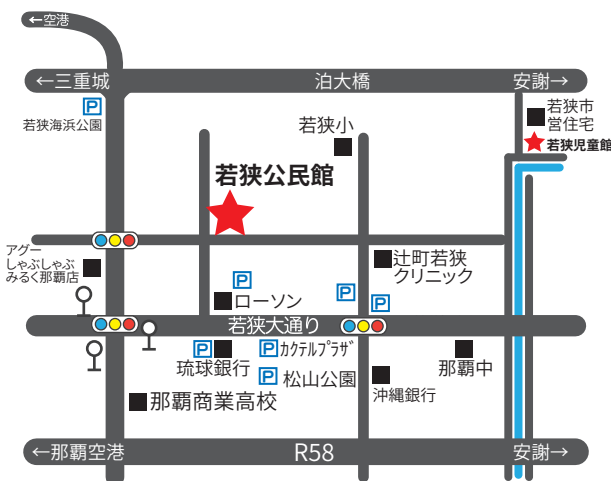 ←空港
←三重城
泊大橋
安謝→
P
若狭海浜公園
若狭小
若狭市
営住宅
若狭児童館
若狭公民館
アグー
しゃぶしゃぶ
みるく那覇店
辻町若狭
クリニック
P
ローソン
P
P
若狭大通り
P
琉球銀行
P カクテルプラザ
P 松山公園
那覇中
沖縄銀行
那覇商業高校
←那覇空港
R58
安謝→